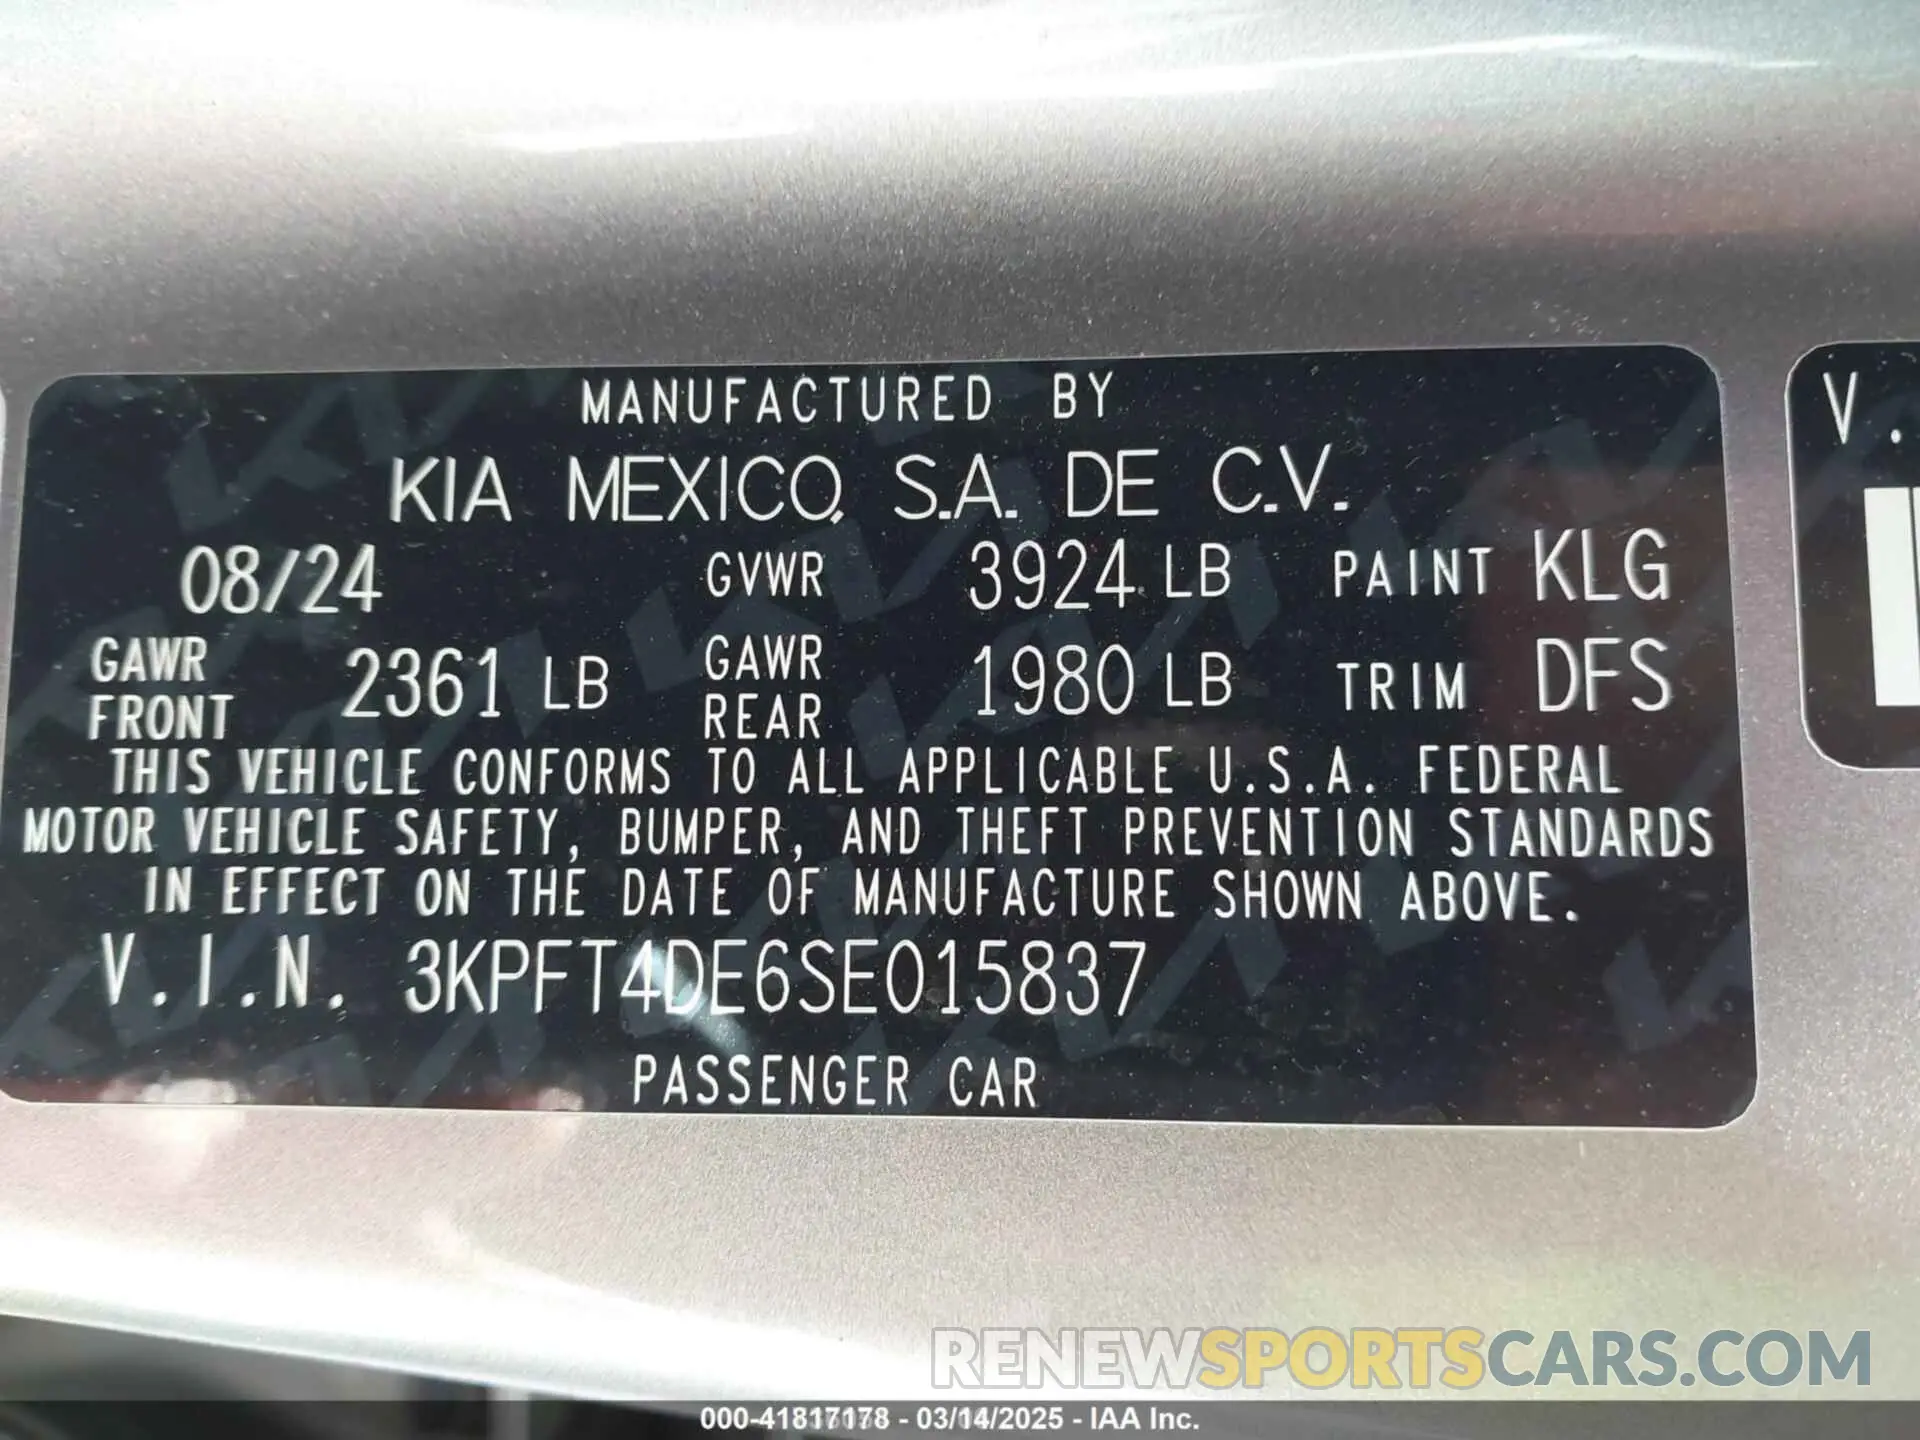 MANUFACTURED BY
KIA MEXICO, S.A. DE C.V.
08/24 GVWR 3924 LB PAINT KLG
GAWR FRONT 2361 LB GAWR REAR 1980 LB TRIM DFS
THIS VEHICLE CONFORMS TO ALL APPLICABLE U.S.A. FEDERAL
MOTOR VEHICLE SAFETY, BUMPER, AND THEFT PREVENTION STANDARDS
IN EFFECT ON THE DATE OF MANUFACTURE SHOWN ABOVE.
V.I.N. 3KPFT4DE6SE015837
PASSENGER CAR
V.
RENEWSPORTSCARS.COM
000-41817178 - 03/14/2025 - IAA Inc.